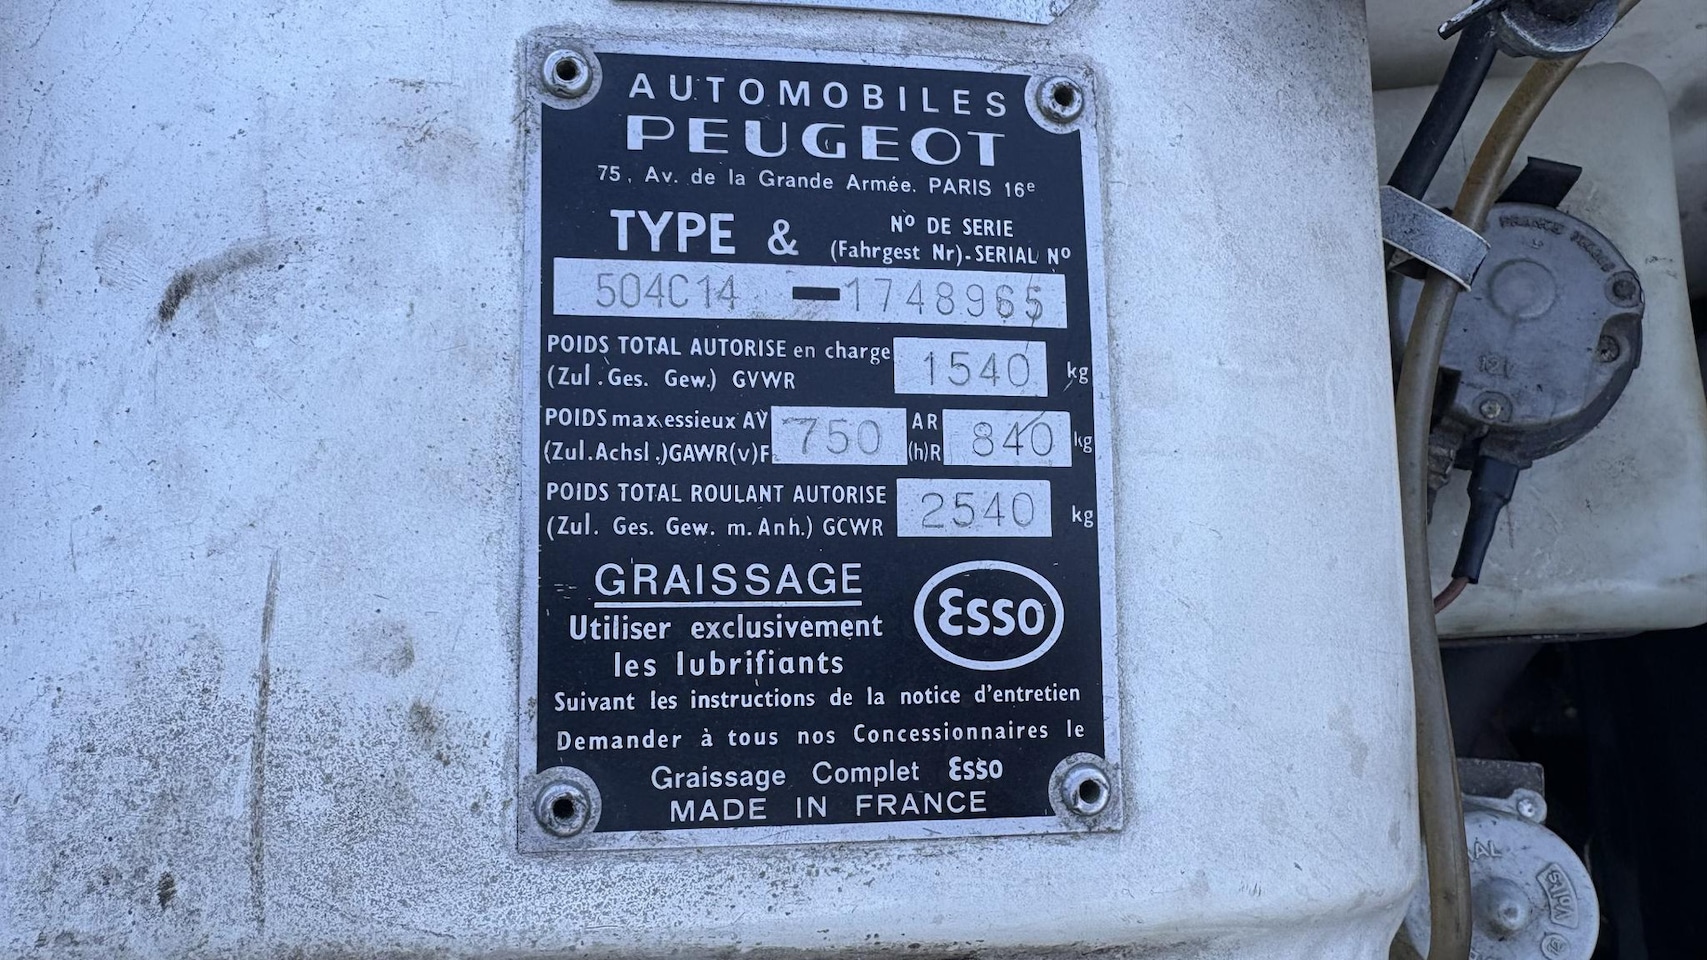 AUTOMOBILES
PEUGEOT
75, Av. de la Grande Armée. PARIS 16e
TYPE & Nº DE SERIE
(Fahrgest Nr)-SERIAL Nº
504C14 1748965
POIDS TOTAL AUTORISE en charge 1540 kg
(Zul.Ges. Gew.) GVWR
POIDS max essieux AV 750 AR 840 kg
(Zul.Achsl.)GAWR(v)F (h)R
POIDS TOTAL ROULANT AUTORISE 2540 kg
(Zul. Ges. Gew. m. Anh.) GCWR
GRAISSAGE
Esso
Utiliser exclusivement
les lubrifiants
Suivant les instructions de la notice d'entretien
Demander à tous nos Concessionnaires le
Graissage Complet Esso
MADE IN FRANCE
12V